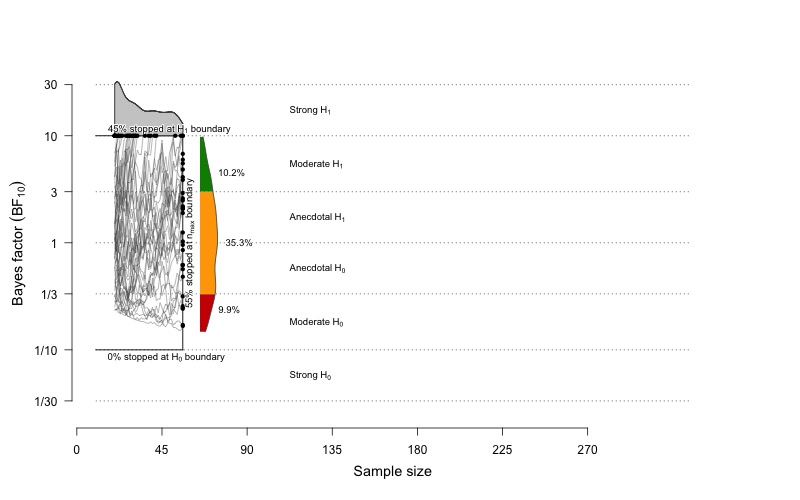 30
Strong H1
45% stopped at H1 boundary
10
Moderate H1
10.2%
3
Anecdotal H1
1
35.3%
Anecdotal H0
1/3
9.9%
Moderate H0
1/10
0% stopped at H0 boundary
Strong H0
1/30
55% stopped at nmax boundary
Bayes factor (BF10)
0 45 90 135 180 225 270
Sample size